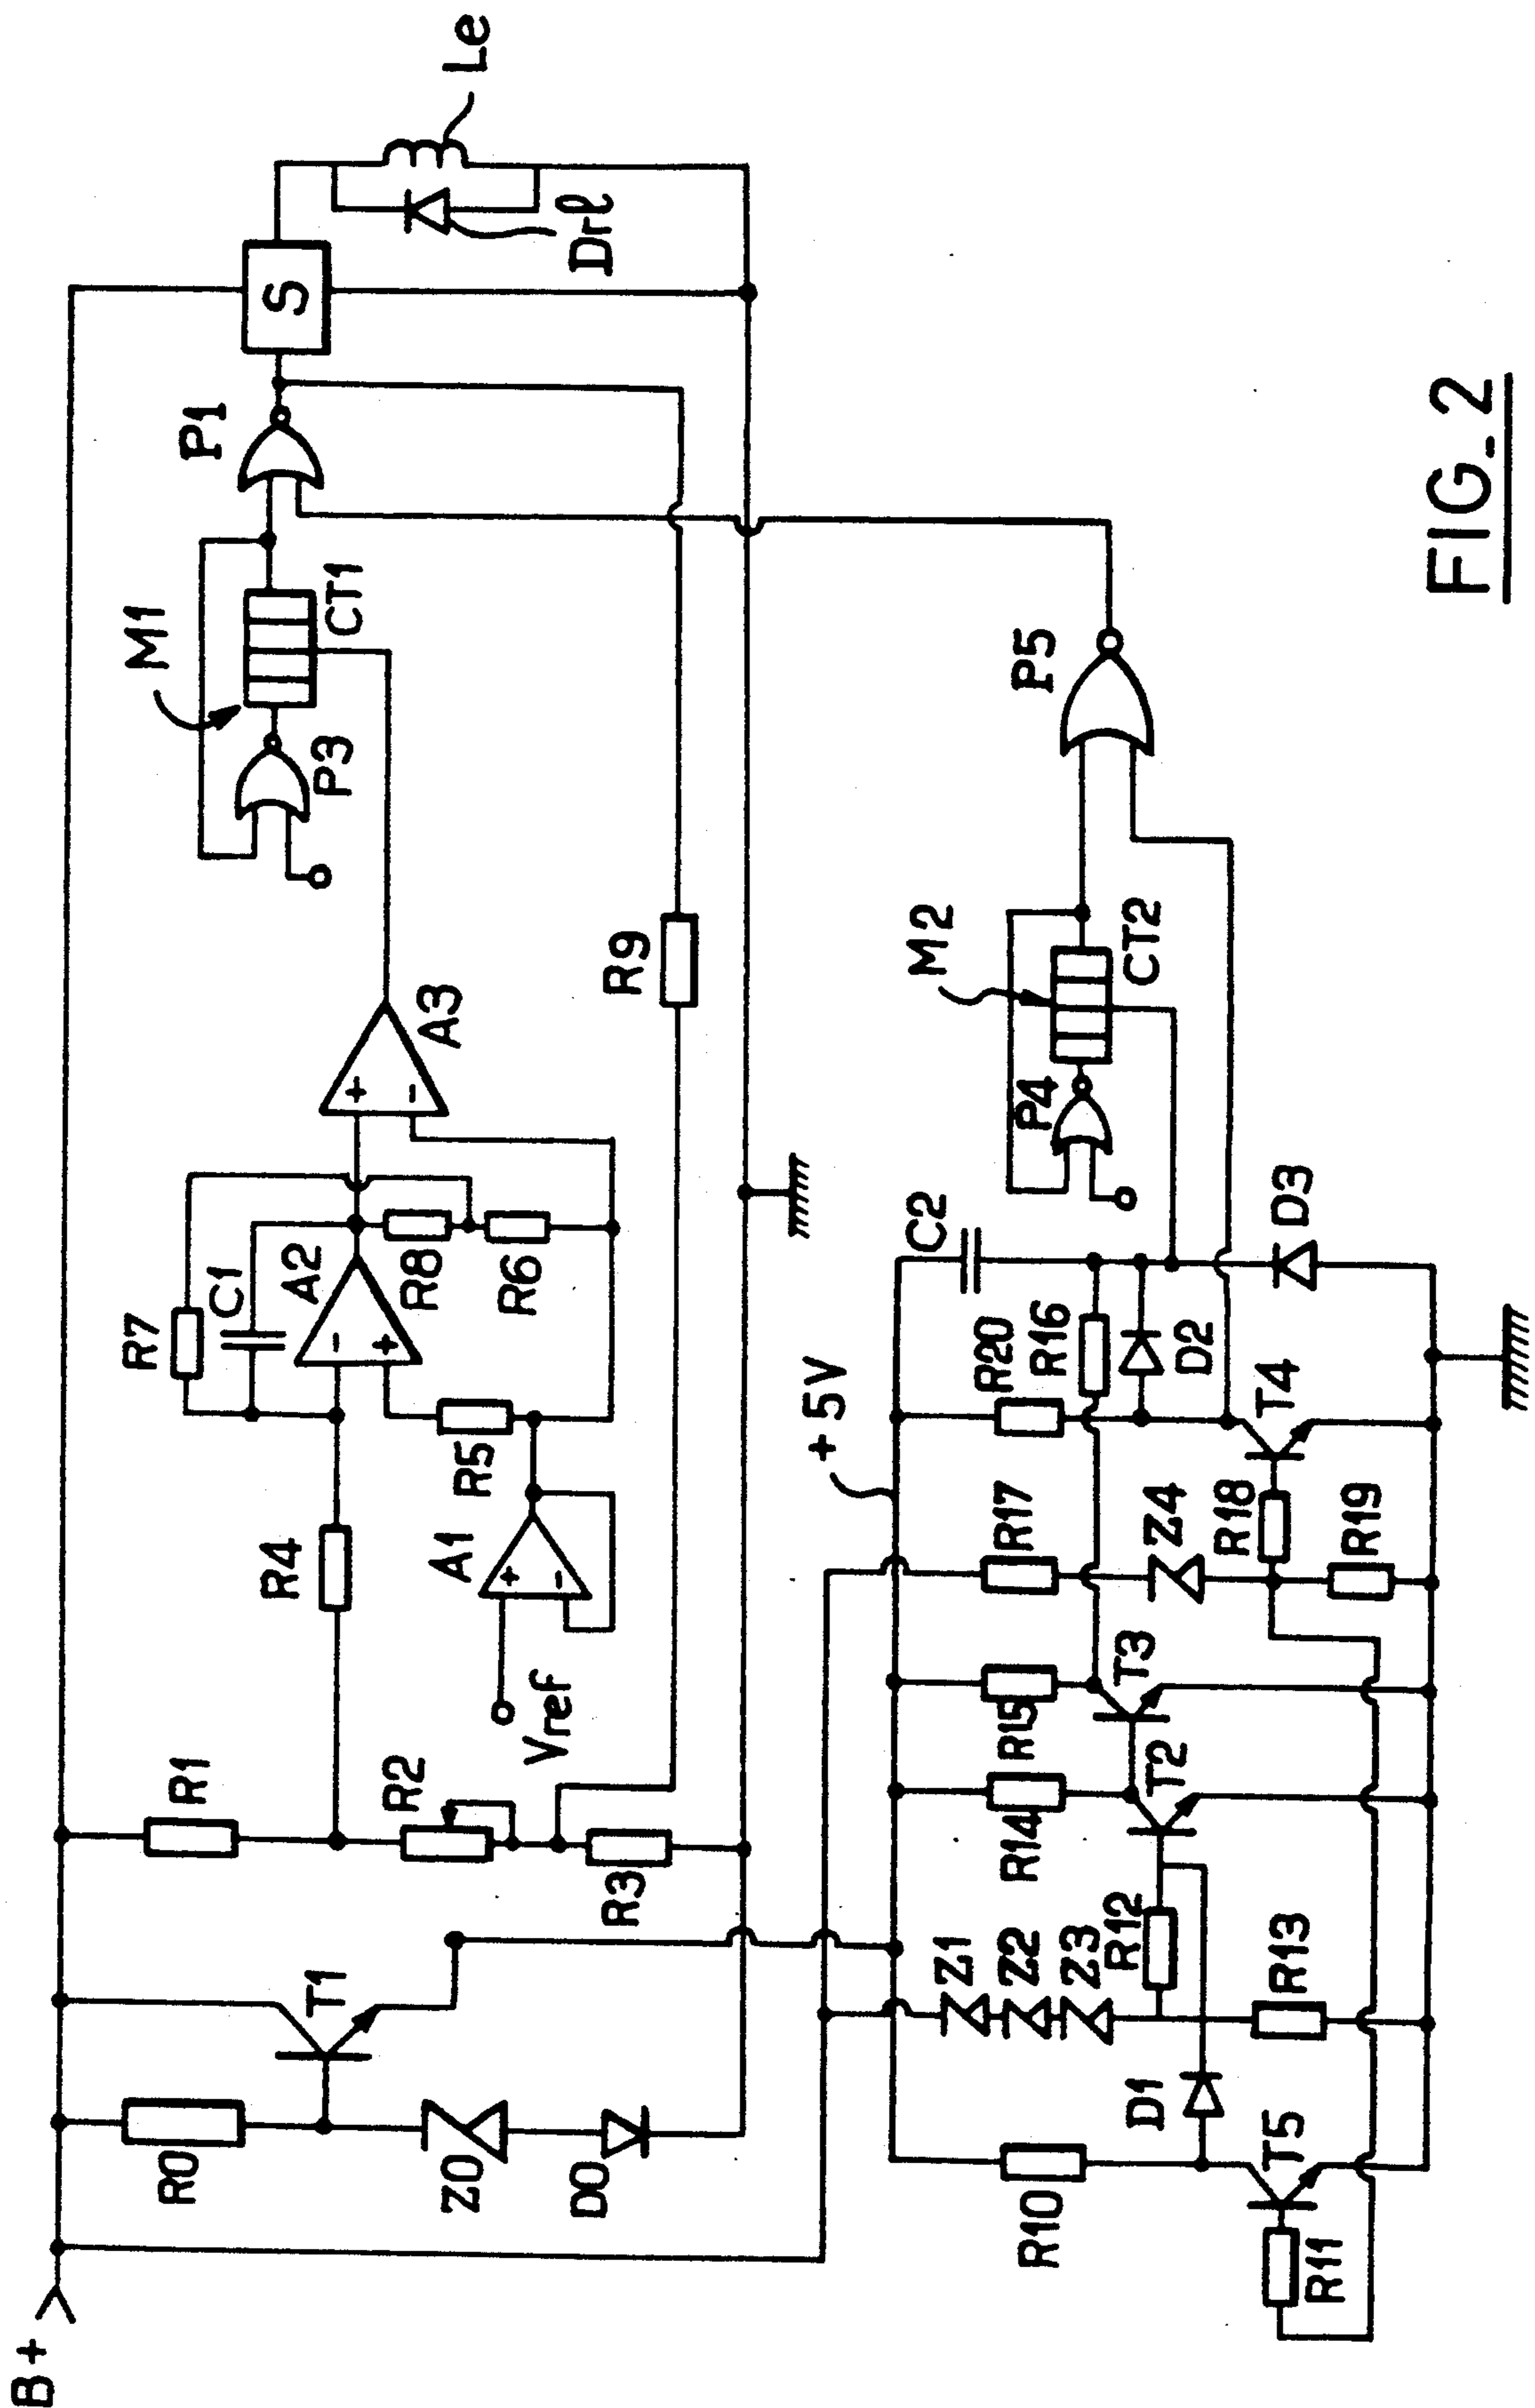 B+
R0
Z0
D0
T1
R1
R2
R3
R4
Vref
A1
R5
R7
C1
A2
R8
R6
A3
R9
M1
P3
CT1
P1
S
Drℓ
Le
+5V
R10
R11
T5
D1
Z1
Z2
Z3
R12
R13
R14
T2
R15
T3
R17
Z4
R18
R19
R20
R16
D2
T4
C2
D3
M2
P4
CT2
P5
FIG_2